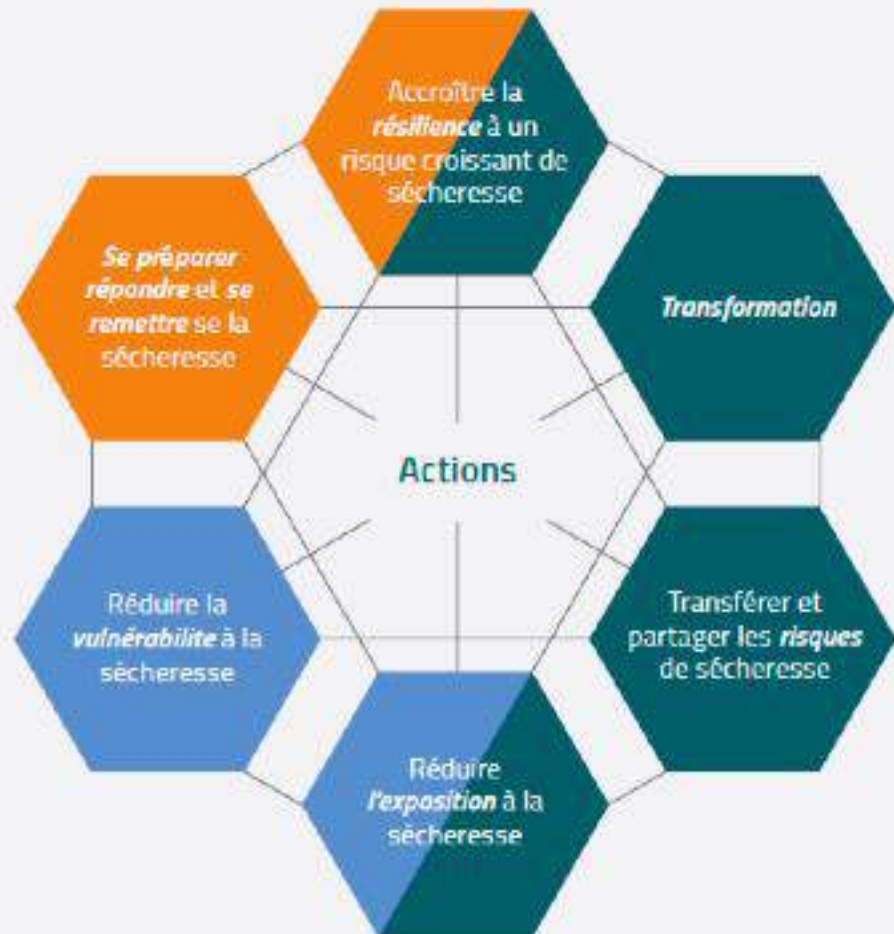 Accroître la
résilience à un
risque croissant de
sécheresse
Se préparer
répondre et se
remettre se la
sécheresse
Transformation
Actions
Réduire la
vulnérabilite à la
sécheresse
Transférer et
partager les risques
de sécheresse
Réduire
l'exposition à la
sécheresse